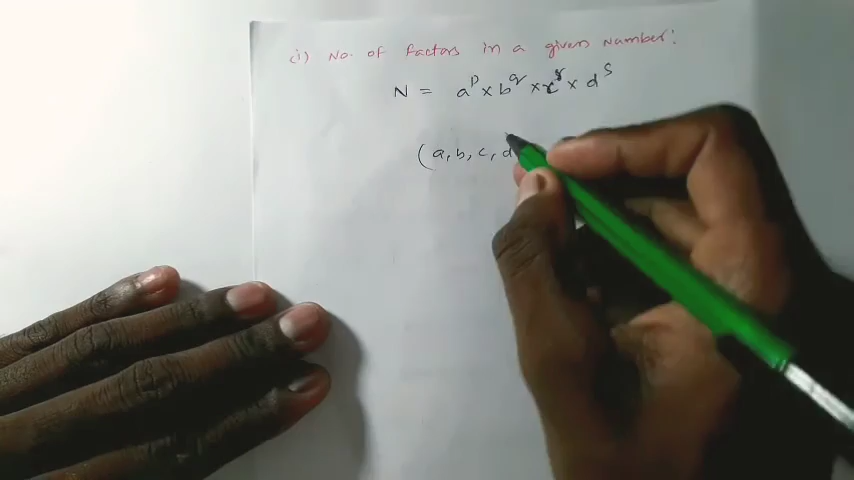 (i) No. of factors in a given Number:
N = a^p × b^q × c^r × d^s
(a, b, c, d